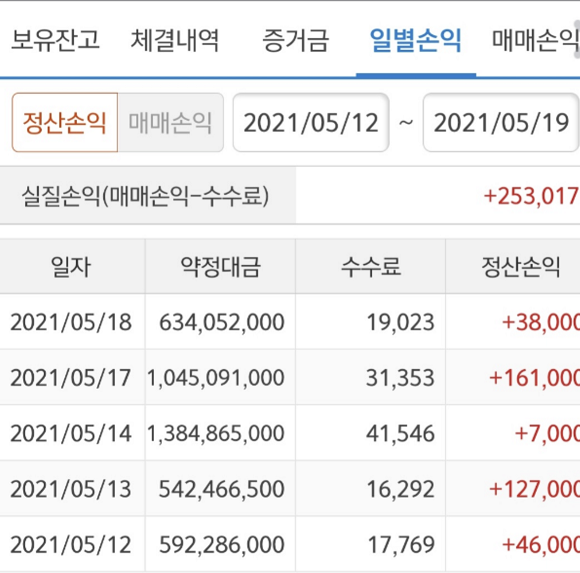 보유잔고 체결내역 증거금 일별손익 매매손익
정산손익 매매손익 2021/05/12 ~ 2021/05/19
실질손익(매매손익-수수료) +253,017
일자 약정대금 수수료 정산손익
2021/05/18 634,052,000 19,023 +38,000
2021/05/17 1,045,091,000 31,353 +161,000
2021/05/14 1,384,865,000 41,546 +7,000
2021/05/13 542,466,500 16,292 +127,000
2021/05/12 592,286,000 17,769 +46,000